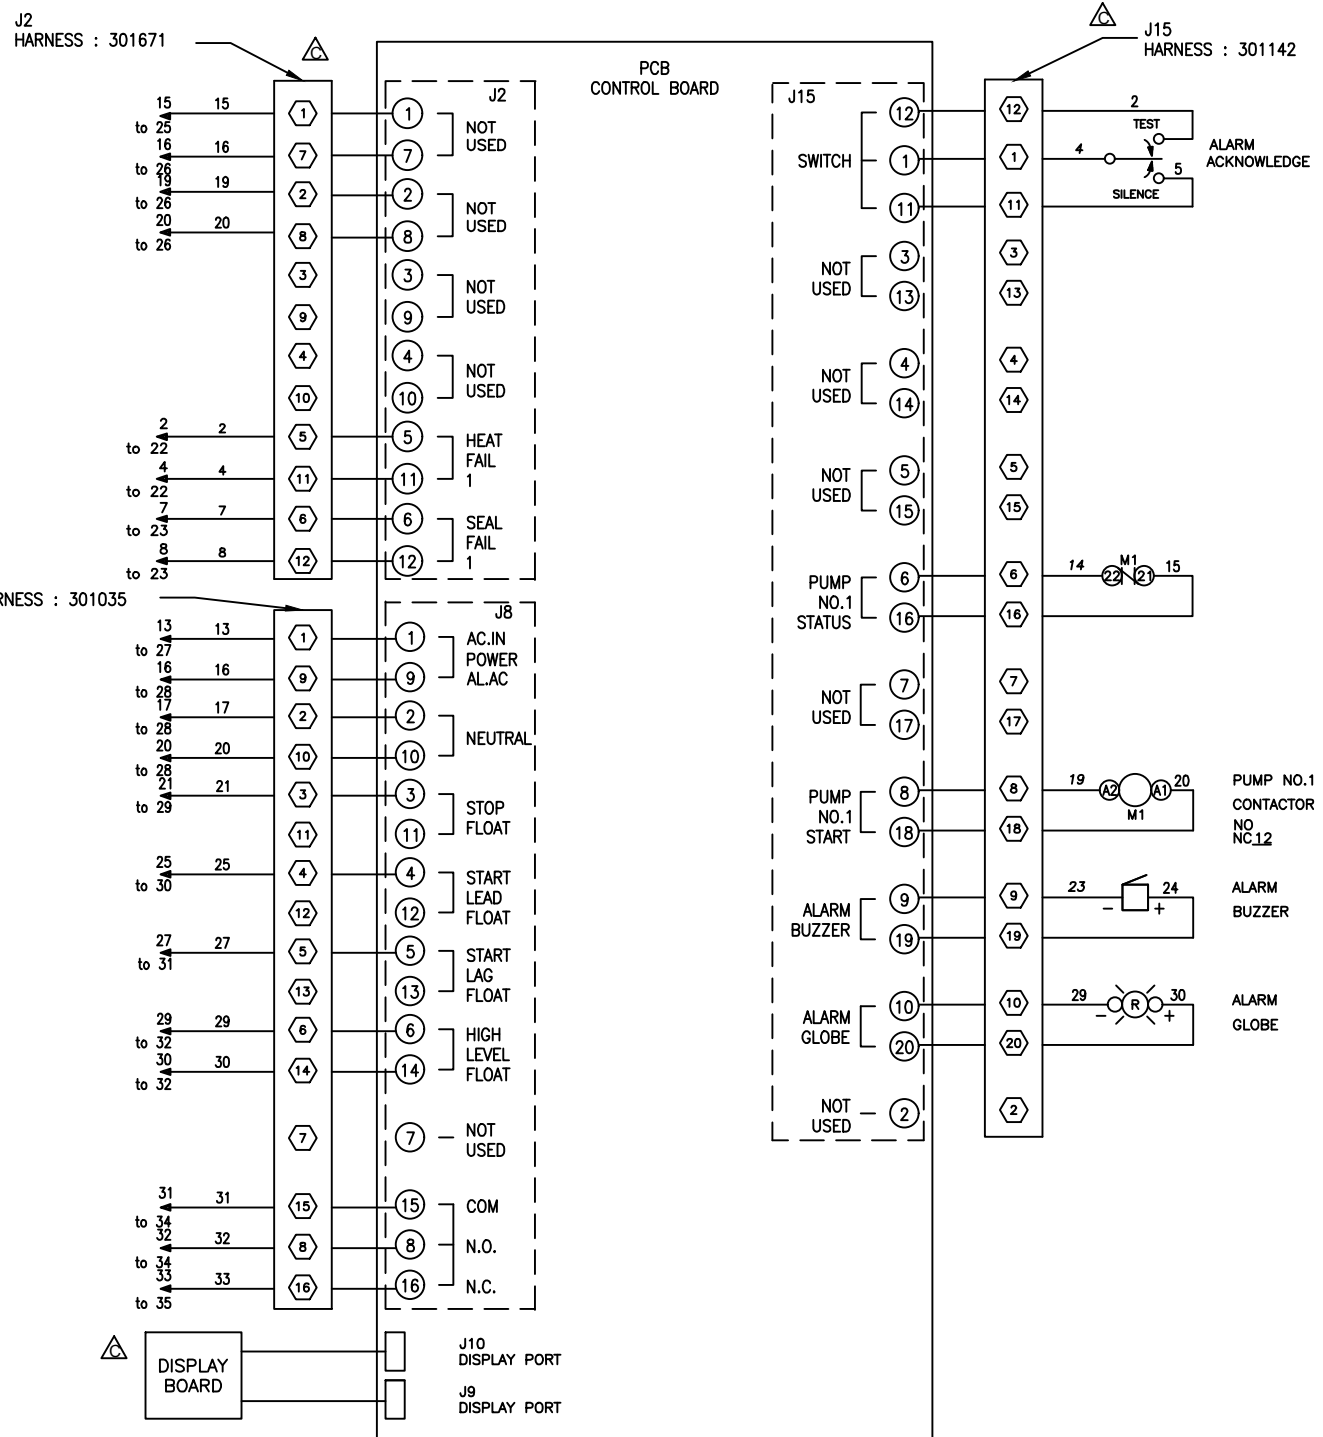 J2
HARNESS : 301671
C
PCB
CONTROL BOARD
C
J15
HARNESS : 301142
J2
15 15 1 1
to 25
16 16 7 7
to 26
NOT
USED
19 19 2 2
to 26
20 20 8 8
to 26
NOT
USED
3 3
9 9
NOT
USED
4 4
10 10
NOT
USED
2 2 5 5
to 22
4 4 11 11
to 22
HEAT
FAIL
1
7 7 6 6
to 23
8 8 12 12
to 23
SEAL
FAIL
1
RNESS : 301035
J8
13 13 1 1
to 27
16 16 9 9
to 28
AC.IN
POWER
AL.AC
17 17 2 2
to 28
20 20 10 10
to 28
NEUTRAL
21 21 3 3
to 29
11 11
STOP
FLOAT
25 25 4 4
to 30
12 12
START
LEAD
FLOAT
27 27 5 5
to 31
13 13
START
LAG
FLOAT
29 29 6 6
to 32
30 30 14 14
to 32
HIGH
LEVEL
FLOAT
7 7
NOT
USED
31 31 15 15 COM
to 34
32 32 8 8 N.O.
to 34
33 33 16 16 N.C.
to 35
C
DISPLAY
BOARD
J10
DISPLAY PORT
J9
DISPLAY PORT
J15
SWITCH
12 12 2
1 1 4
11 11 5
TEST
SILENCE
ALARM
ACKNOWLEDGE
NOT
USED
3 3
13 13
NOT
USED
4 4
14 14
NOT
USED
5 5
15 15
PUMP
NO.1
STATUS
6 6 14 22 M1 21 15
16 16
NOT
USED
7 7
17 17
PUMP
NO.1
START
8 8 19 A2 A1 20
M1
18 18
PUMP NO.1
CONTACTOR
NO
NC 12
ALARM
BUZZER
9 9 23 24
- +
19 19
ALARM
BUZZER
ALARM
GLOBE
10 10 29 R 30
- +
20 20
ALARM
GLOBE
NOT
USED
2 2